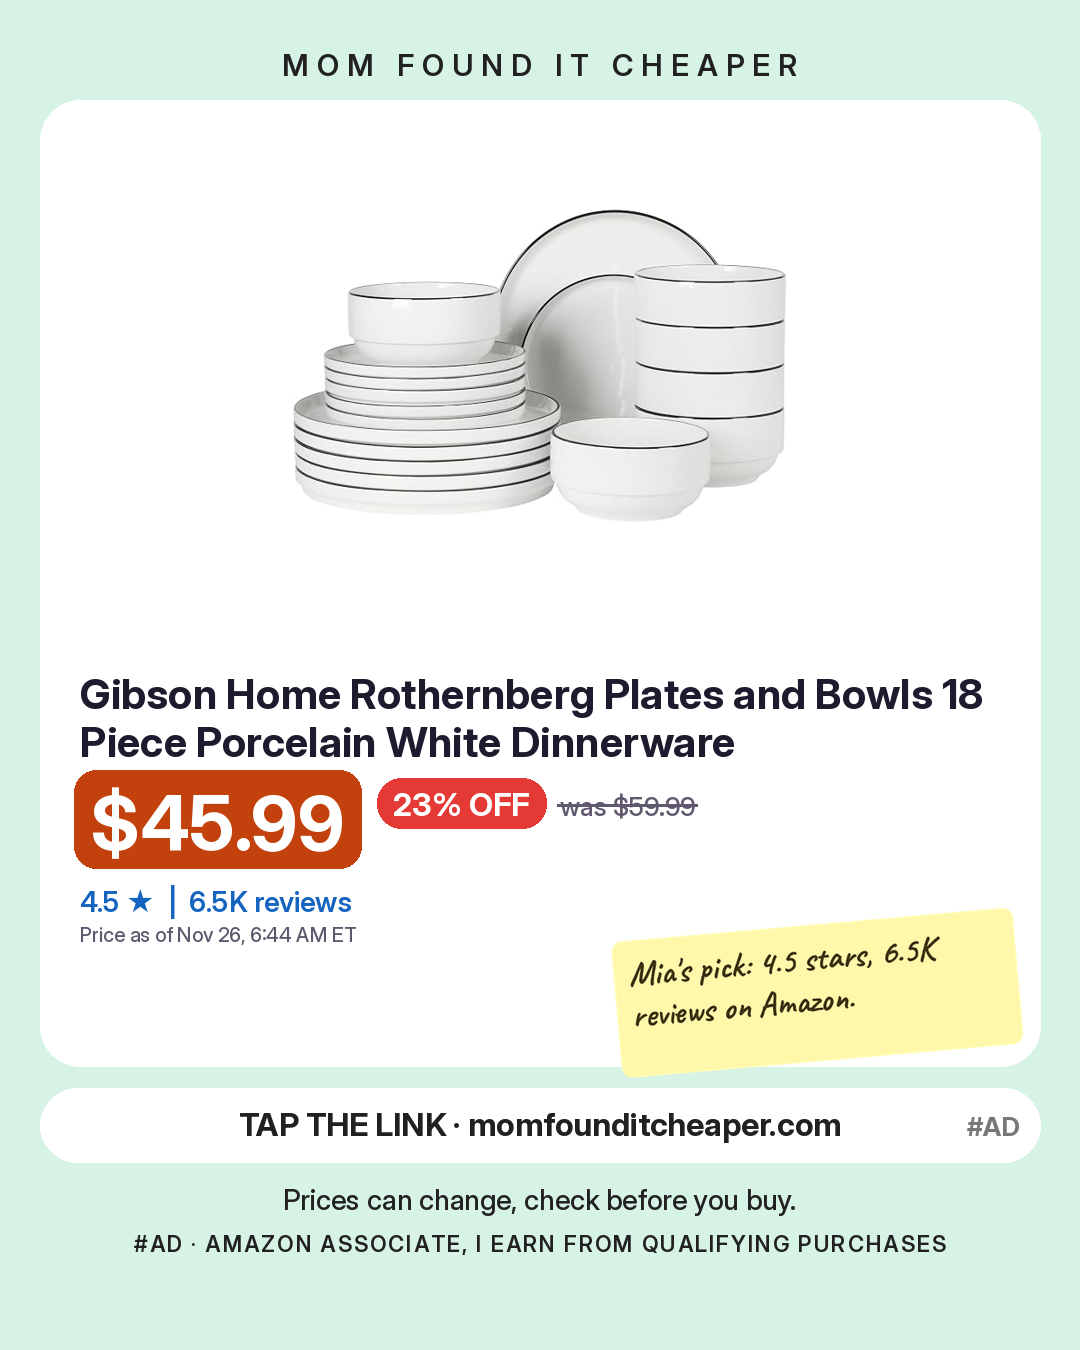 MOM FOUND IT CHEAPER
Gibson Home Rothernberg Plates and Bowls 18
Piece Porcelain White Dinnerware
$45.99
23% OFF
was $59.99
4.5 ★ | 6.5K reviews
Price as of Nov 26, 6:44 AM ET
Mia's pick: 4.5 stars, 6.5K
reviews on Amazon.
TAP THE LINK · momfounditcheaper.com
#AD
Prices can change, check before you buy.
#AD · AMAZON ASSOCIATE, I EARN FROM QUALIFYING PURCHASES